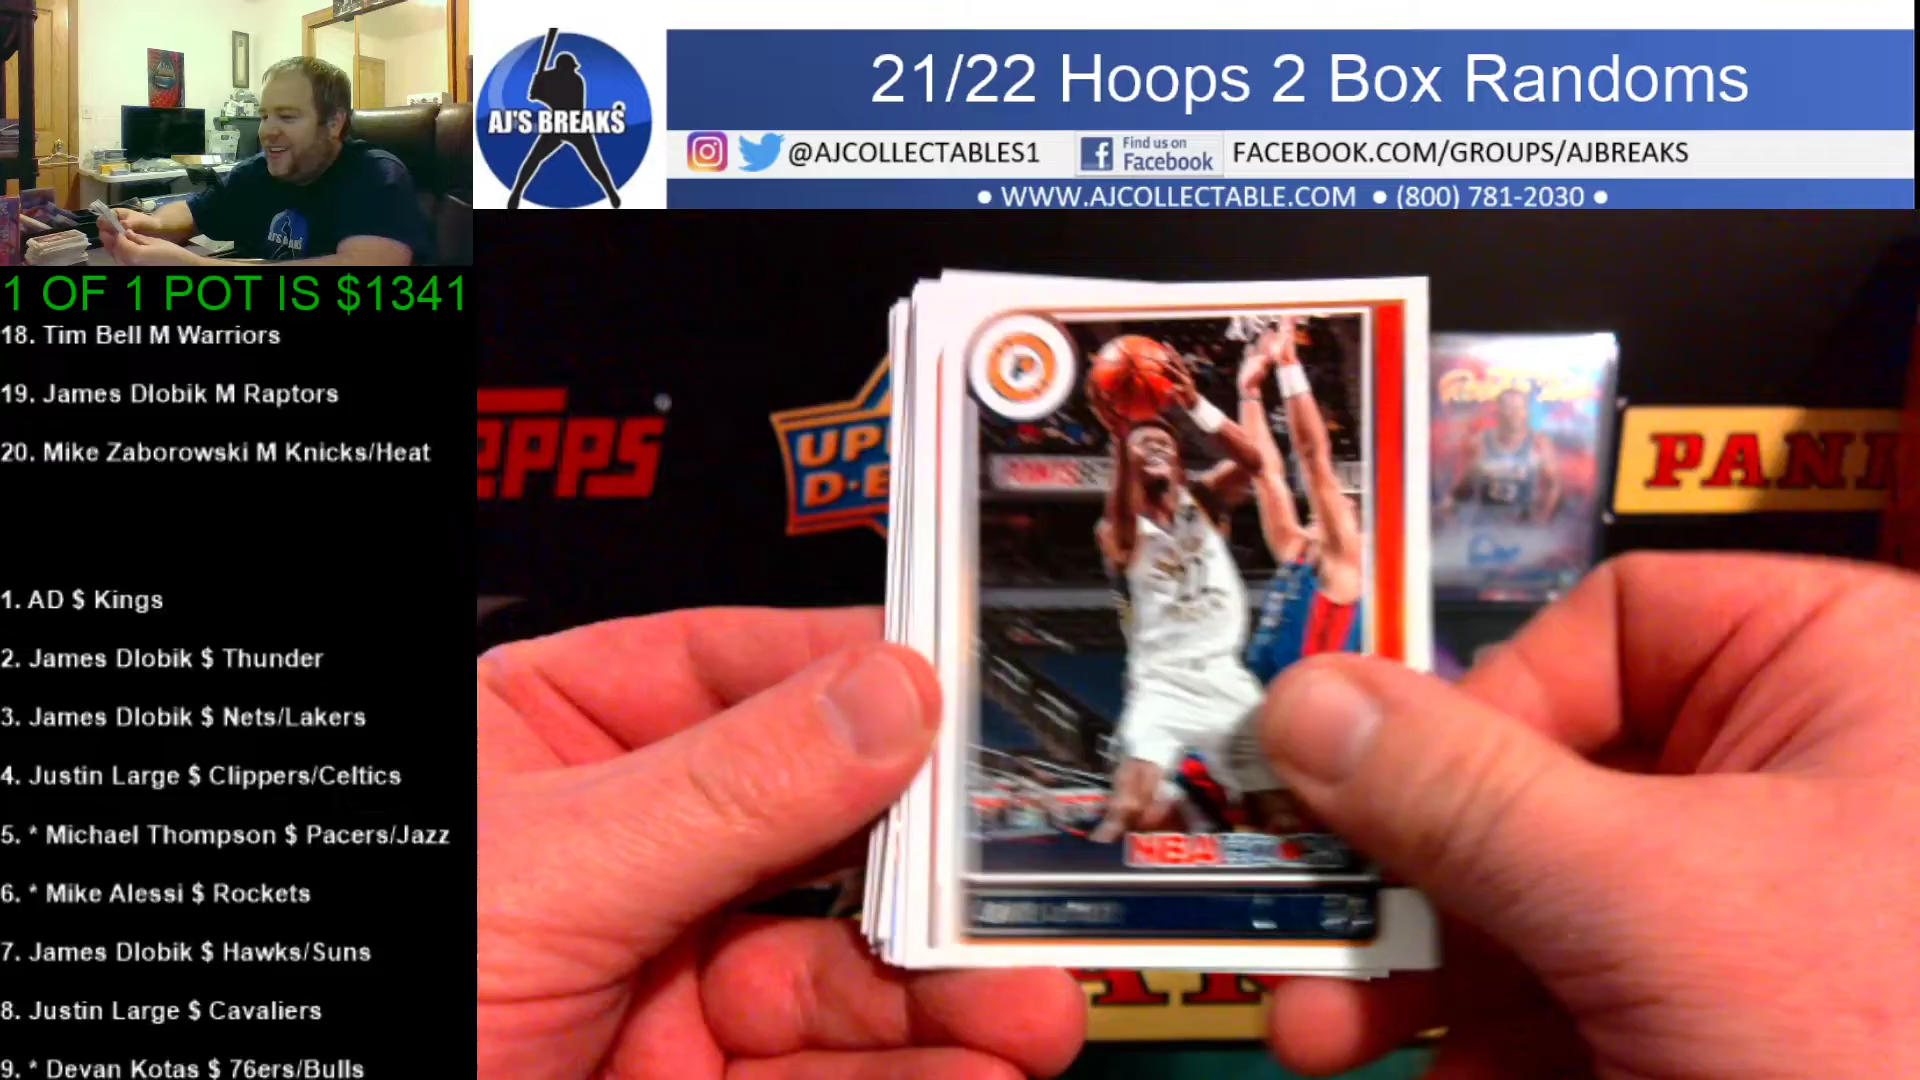 AJ'S BREAKS
21/22 Hoops 2 Box Randoms
@AJCOLLECTABLES1 Find us on Facebook FACEBOOK.COM/GROUPS/AJBREAKS
• WWW.AJCOLLECTABLE.COM • (800) 781-2030 •
1 OF 1 POT IS $1341
18. Tim Bell M Warriors
19. James Dlobik M Raptors
20. Mike Zaborowski M Knicks/Heat
1. AD $ Kings
2. James Dlobik $ Thunder
3. James Dlobik $ Nets/Lakers
4. Justin Large $ Clippers/Celtics
5. * Michael Thompson $ Pacers/Jazz
6. * Mike Alessi $ Rockets
7. James Dlobik $ Hawks/Suns
8. Justin Large $ Cavaliers
9. * Devan Kotas $ 76ers/Bulls
NBA